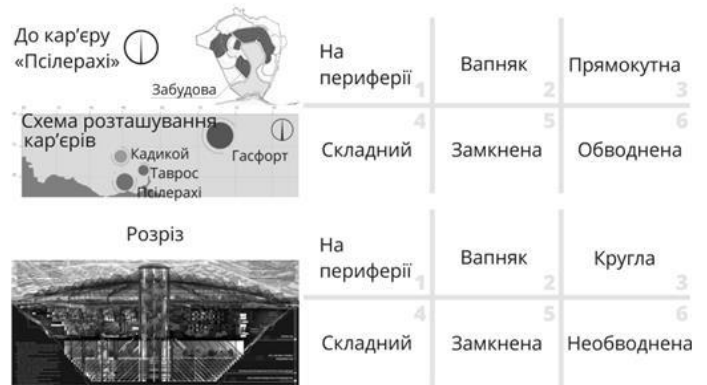 До кар’єру
«Псілерахі»
Забудова
Схема розташування
кар’єрів
Кадикой
Гасфорт
Таврос
Псілерахі
На
периферії
1
Вапняк
2
Прямокутна
3
4
Складний
5
Замкнена
6
Обводнена
Розріз
На
периферії
1
Вапняк
2
Кругла
3
4
Складний
5
Замкнена
6
Необводнена